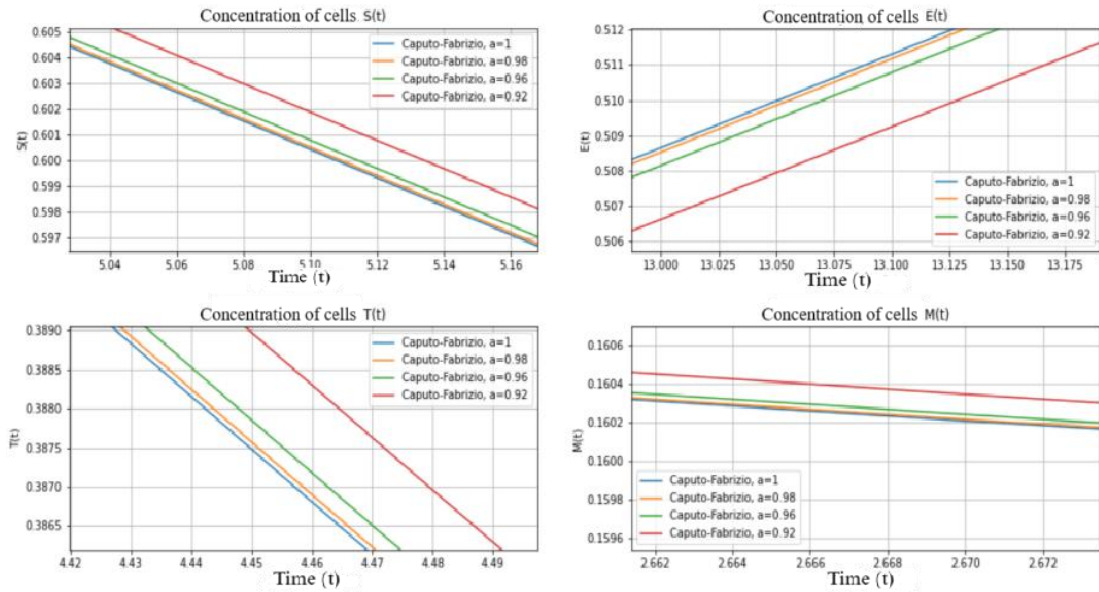 Concentration of cells S(t)
0.605
0.604
0.603
0.602
0.601
0.600
0.599
0.598
0.597
S(t)
Caputo-Fabrizio, a=1
Caputo-Fabrizio, a=0.98
Caputo-Fabrizio, a=0.96
Caputo-Fabrizio, a=0.92
5.04 5.06 5.08 5.10 5.12 5.14 5.16
Time (t)
Concentration of cells E(t)
0.512
0.511
0.510
0.509
0.508
0.507
0.506
E(t)
Caputo-Fabrizio, a=1
Caputo-Fabrizio, a=0.98
Caputo-Fabrizio, a=0.96
Caputo-Fabrizio, a=0.92
13.000 13.025 13.050 13.075 13.100 13.125 13.150 13.175
Time (t)
Concentration of cells T(t)
0.3890
0.3885
0.3880
0.3875
0.3870
0.3865
T(t)
Caputo-Fabrizio, a=1
Caputo-Fabrizio, a=0.98
Caputo-Fabrizio, a=0.96
Caputo-Fabrizio, a=0.92
4.42 4.43 4.44 4.45 4.46 4.47 4.48 4.49
Time (t)
Concentration of cells M(t)
0.1606
0.1604
0.1602
0.1600
0.1598
0.1596
M(t)
Caputo-Fabrizio, a=1
Caputo-Fabrizio, a=0.98
Caputo-Fabrizio, a=0.96
Caputo-Fabrizio, a=0.92
2.662 2.664 2.666 2.668 2.670 2.672
Time (t)